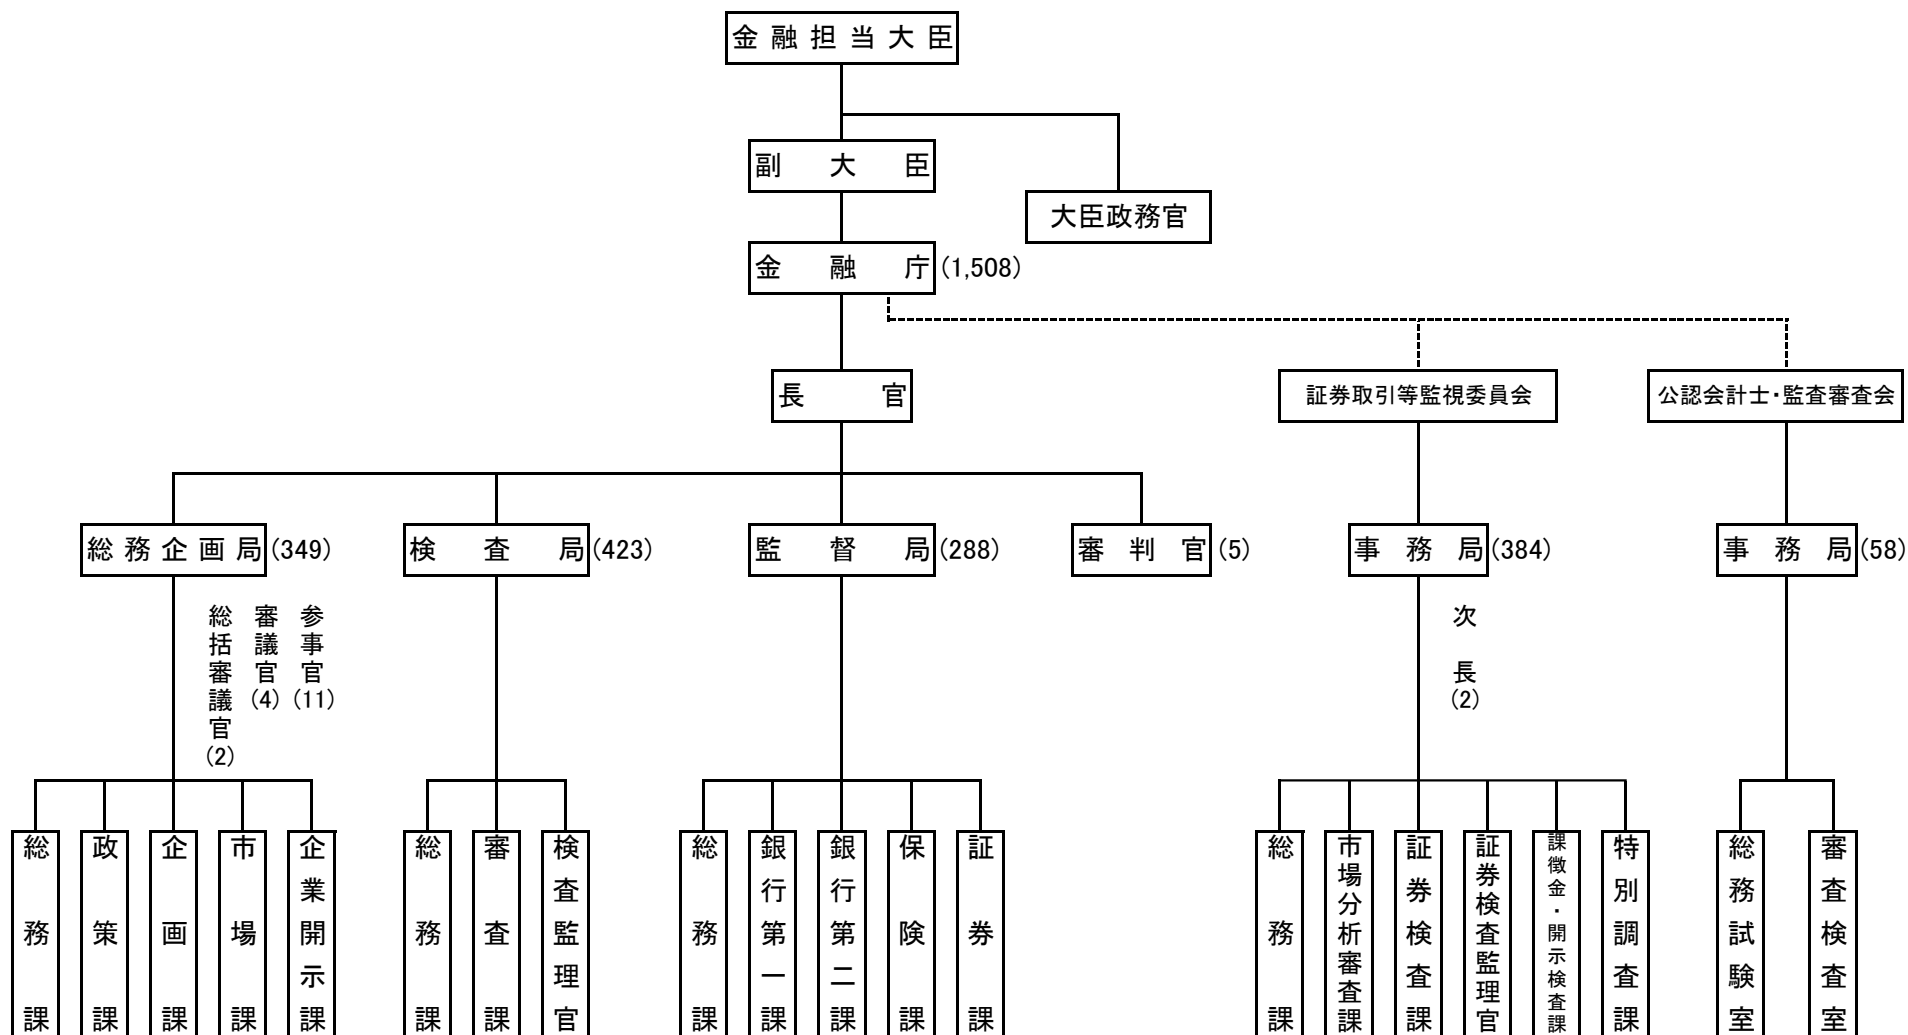 金融担当大臣
副大臣
大臣政務官
金融庁(1,508)
長官
証券取引等監視委員会
公認会計士・監査審査会
総務企画局(349)
検査局(423)
監督局(288)
審判官(5)
事務局(384)
事務局(58)
総括審議官(2)
審議官(4)
参事官(11)
次長(2)
総務課
政策課
企画課
市場課
企業開示課
総務課
審査課
検査監理官
総務課
銀行第一課
銀行第二課
保険課
証券課
総務課
市場分析審査課
証券検査課
証券検査監理官
課徴金・開示検査課
特別調査課
総務試験室
審査検査室